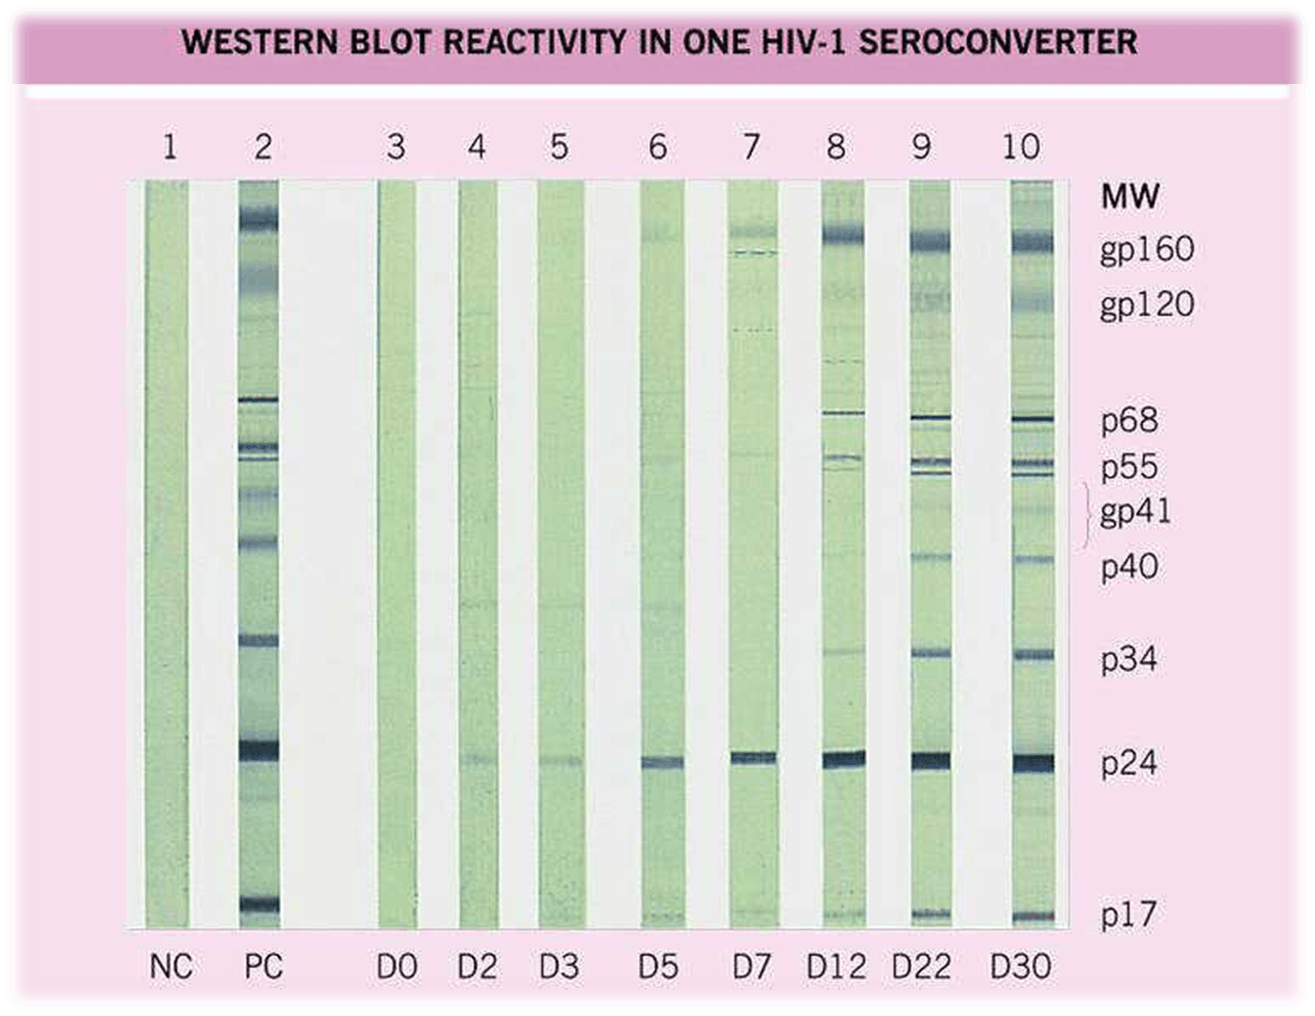 WESTERN BLOT REACTIVITY IN ONE HIV-1 SEROCONVERTER
1 2 3 4 5 6 7 8 9 10
MW
gp160
gp120
p68
p55
gp41
p40
p34
p24
p17
NC PC D0 D2 D3 D5 D7 D12 D22 D30